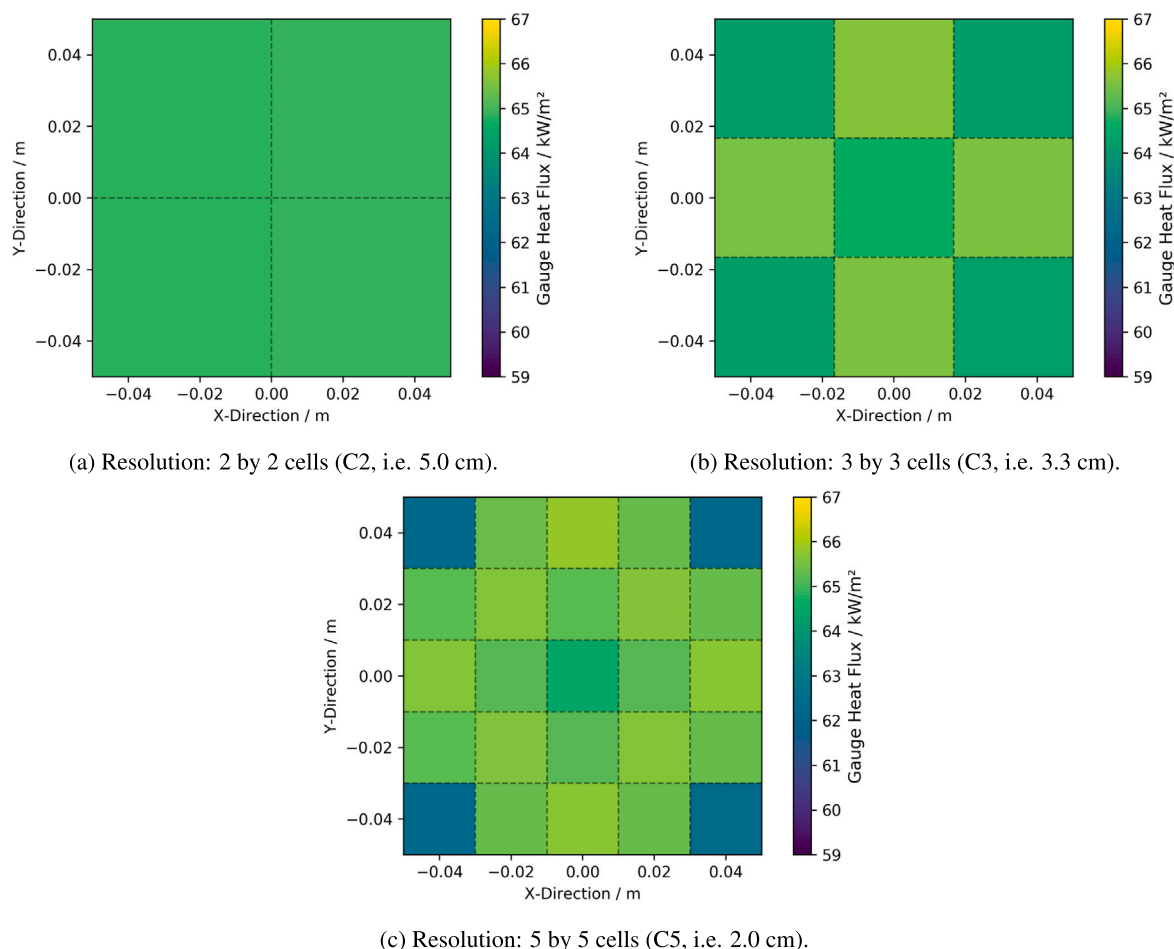 0.04
0.02
0.00
−0.02
−0.04
Y-Direction / m
−0.04 −0.02 0.00 0.02 0.04
X-Direction / m
67
66
65
64
63
62
61
60
59
Gauge Heat Flux / kW/m²
(a) Resolution: 2 by 2 cells (C2, i.e. 5.0 cm).
0.04
0.02
0.00
−0.02
−0.04
Y-Direction / m
−0.04 −0.02 0.00 0.02 0.04
X-Direction / m
67
66
65
64
63
62
61
60
59
Gauge Heat Flux / kW/m²
(b) Resolution: 3 by 3 cells (C3, i.e. 3.3 cm).
0.04
0.02
0.00
−0.02
−0.04
Y-Direction / m
−0.04 −0.02 0.00 0.02 0.04
X-Direction / m
67
66
65
64
63
62
61
60
59
Gauge Heat Flux / kW/m²
(c) Resolution: 5 by 5 cells (C5, i.e. 2.0 cm).